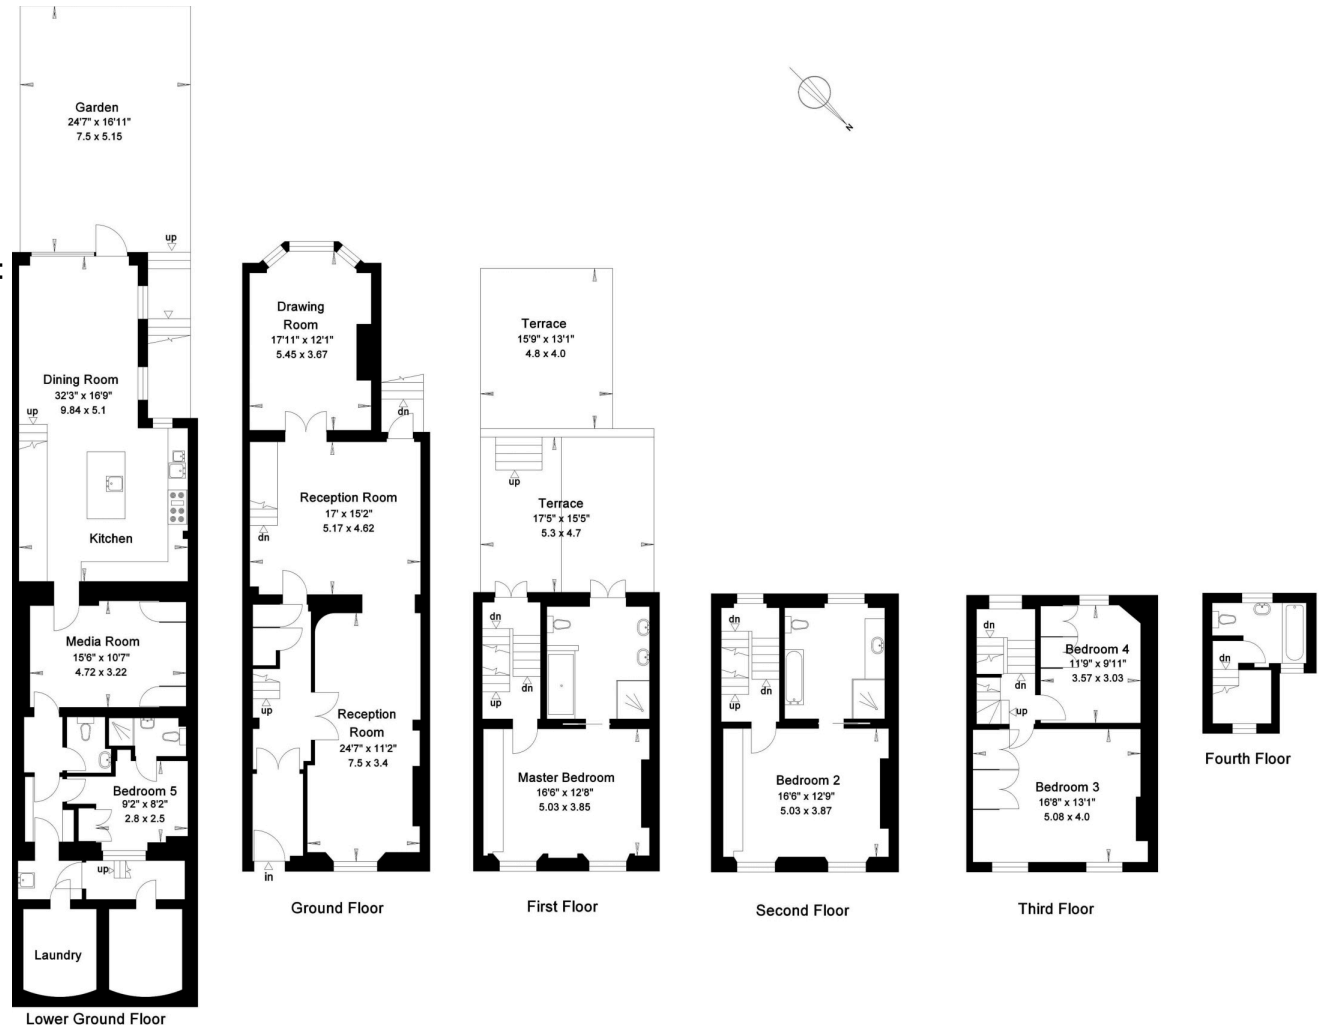 Garden
24'7" x 16'11"
7.5 x 5.15
up
Dining Room
32'3" x 16'9"
9.84 x 5.1
up
Kitchen
Media Room
15'6" x 10'7"
4.72 x 3.22
Bedroom 5
9'2" x 8'2"
2.8 x 2.5
up
Laundry
Lower Ground Floor
Drawing
Room
17'11" x 12'1"
5.45 x 3.67
dn
Reception Room
17' x 15'2"
5.17 x 4.62
dn
up
Reception
Room
24'7" x 11'2"
7.5 x 3.4
in
Ground Floor
Terrace
15'9" x 13'1"
4.8 x 4.0
up
Terrace
17'5" x 15'5"
5.3 x 4.7
dn
dn
up
Master Bedroom
16'6" x 12'8"
5.03 x 3.85
First Floor
N
dn
dn
up
Bedroom 2
16'6" x 12'9"
5.03 x 3.87
Second Floor
dn
dn
up
Bedroom 4
11'9" x 9'11"
3.57 x 3.03
Bedroom 3
16'8" x 13'1"
5.08 x 4.0
Third Floor
dn
Fourth Floor